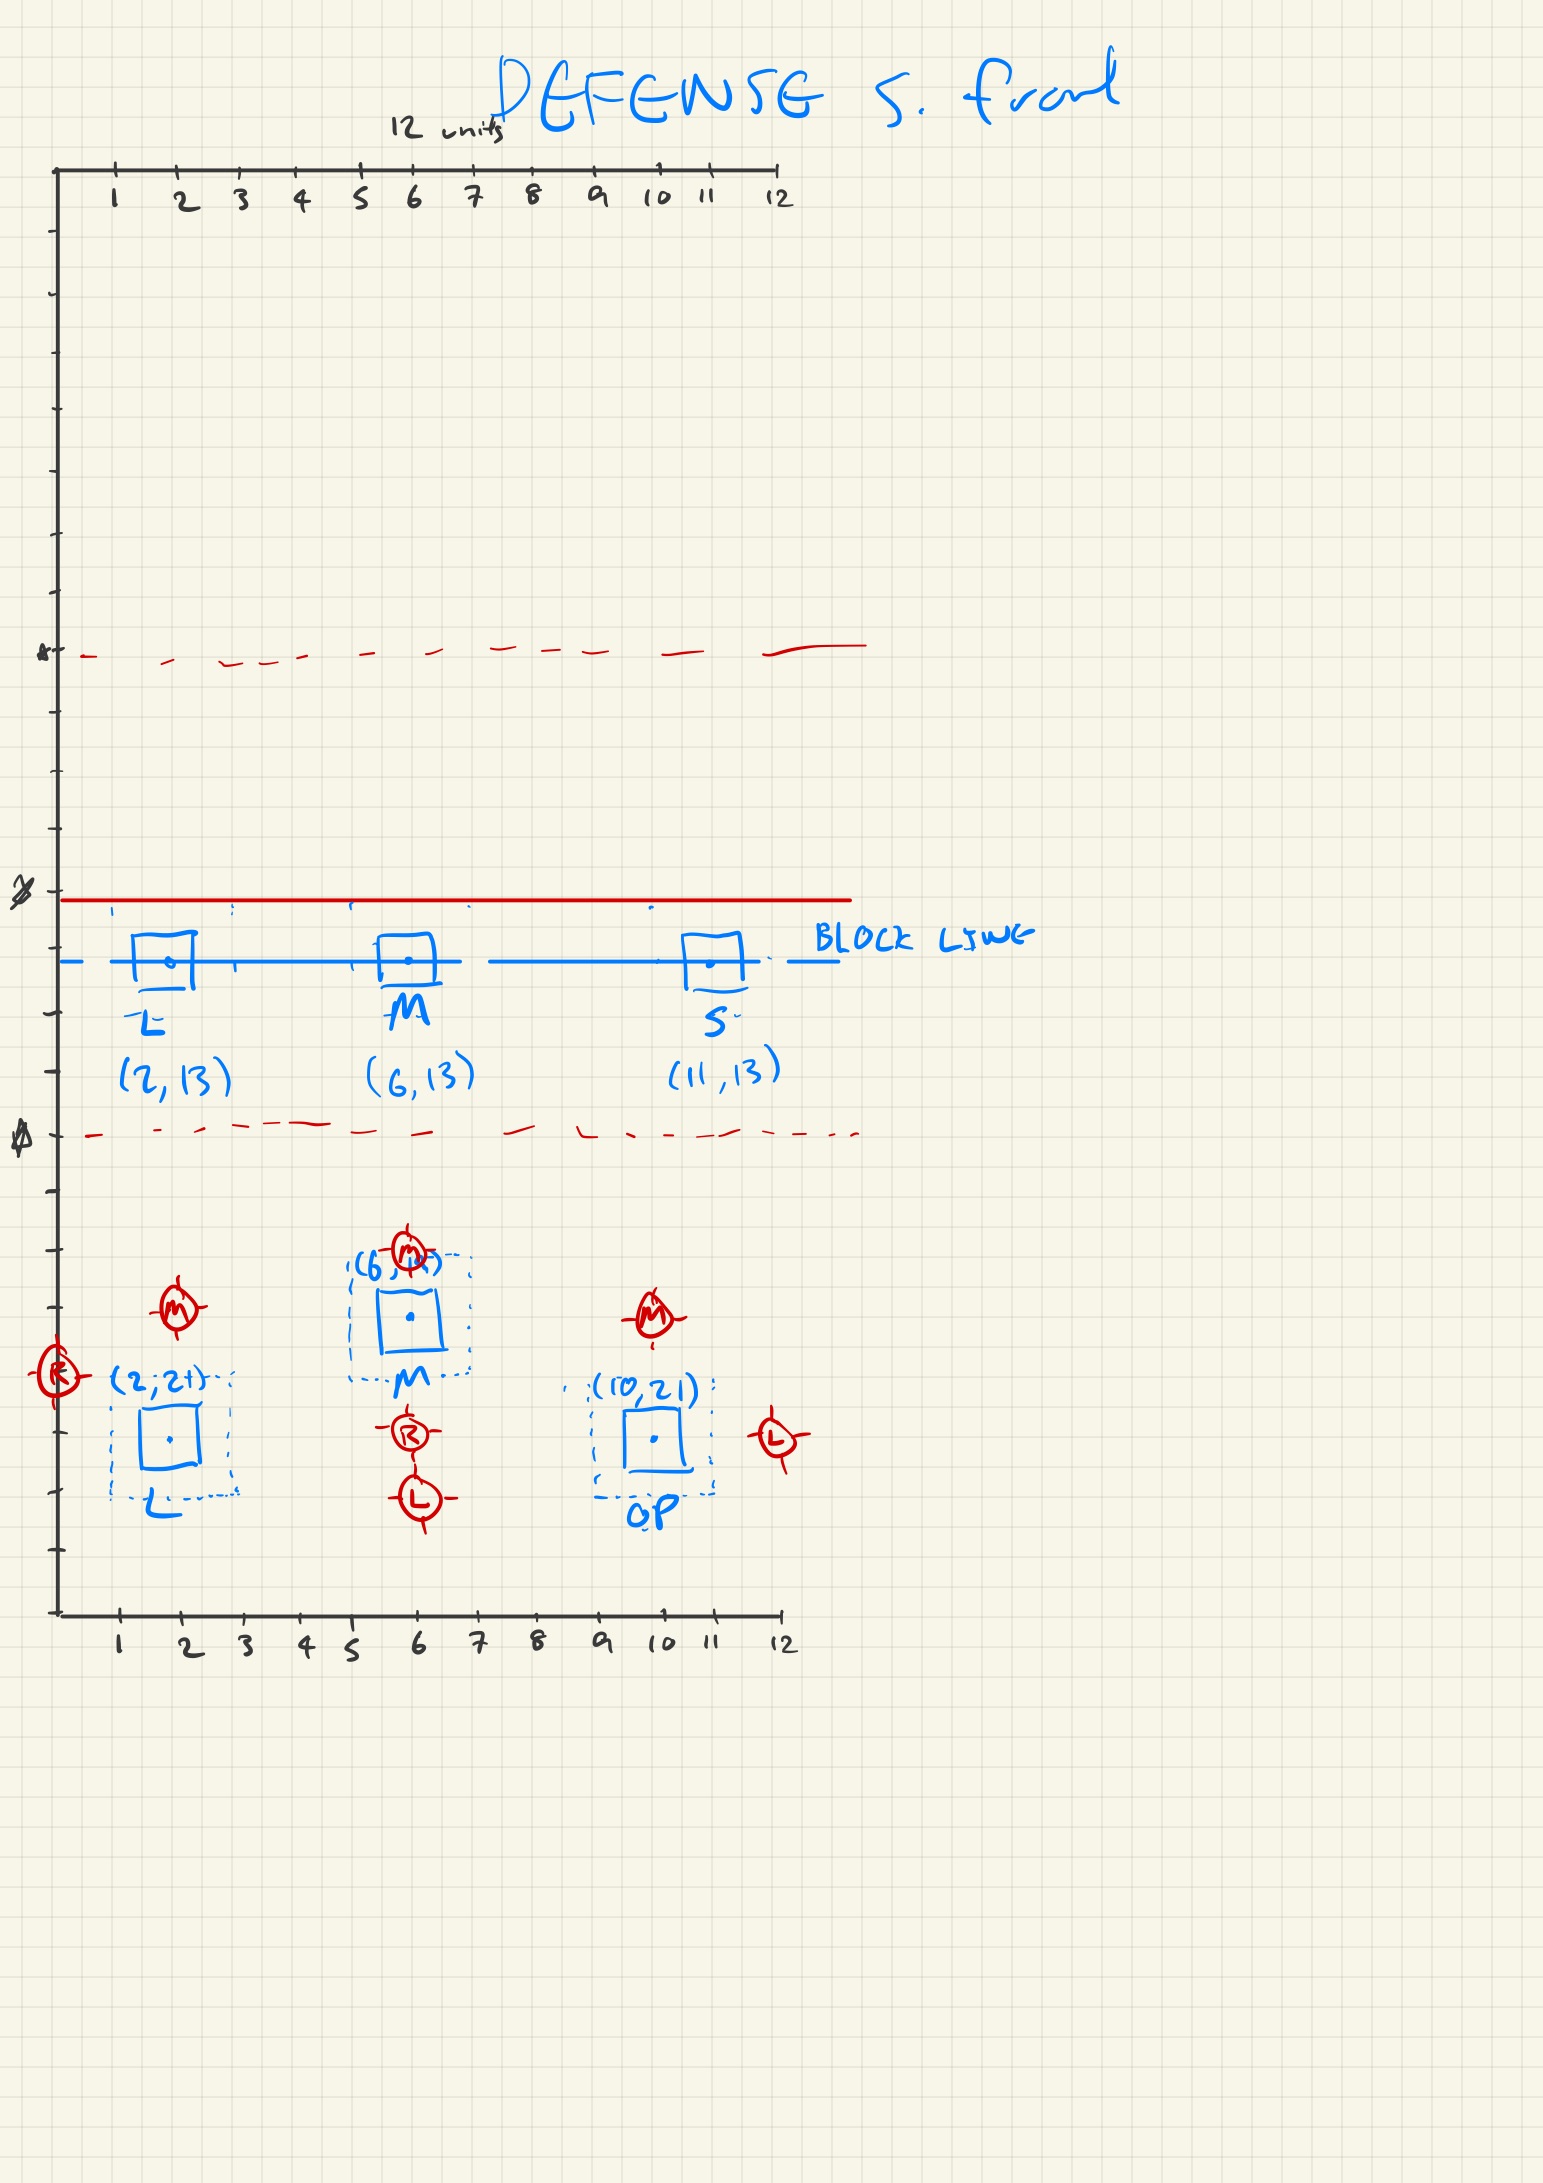 DEFENSE S. front
12 units
1 2 3 4 5 6 7 8 9 10 11 12
BLOCK LINE
L M S
(2,13) (6,13) (11,13)
M
(6,
M M
R (2,21) M (10,21)
R L
L
L OP
1 2 3 4 5 6 7 8 9 10 11 12